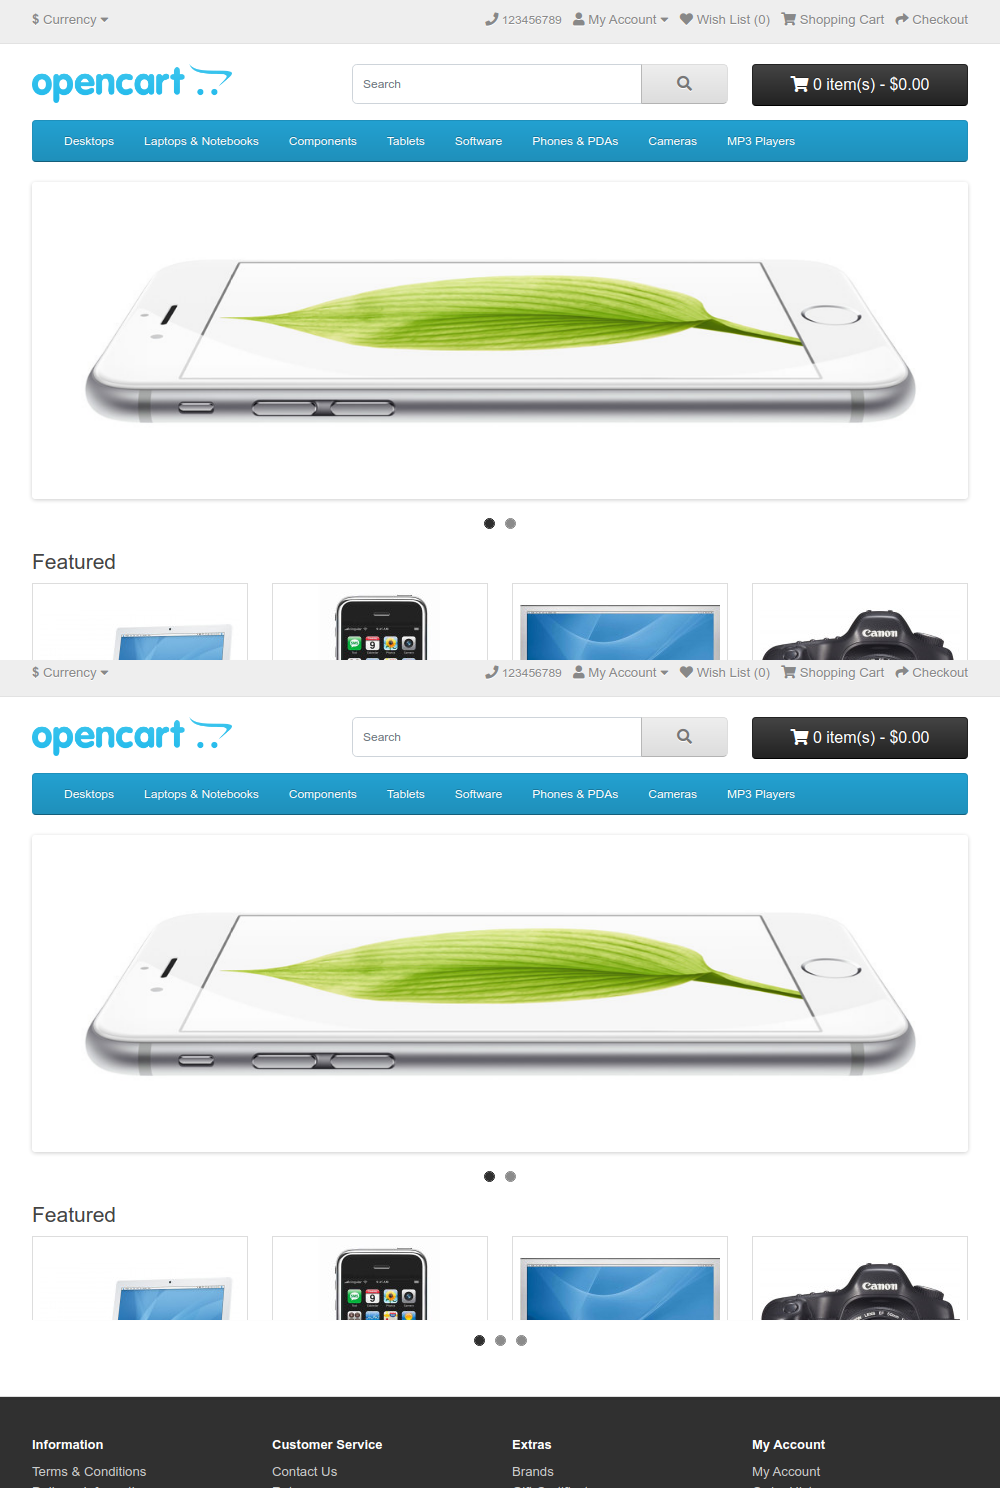 $ Currency 123456789 My Account Wish List (0) Shopping Cart Checkout
opencart Search 0 item(s) - $0.00
Desktops Laptops & Notebooks Components Tablets Software Phones & PDAs Cameras MP3 Players
Featured
Canon
$ Currency 123456789 My Account Wish List (0) Shopping Cart Checkout
opencart Search 0 item(s) - $0.00
Desktops Laptops & Notebooks Components Tablets Software Phones & PDAs Cameras MP3 Players
Featured
Canon
Information Customer Service Extras My Account
Terms & Conditions Contact Us Brands My Account